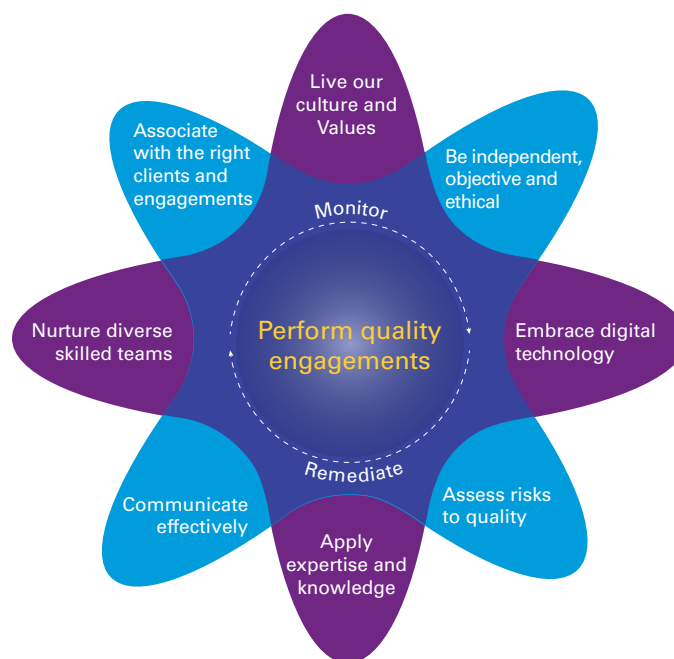 Live our
culture and
Values
Be independent,
objective and
ethical
Embrace digital
technology
Assess risks
to quality
Apply
expertise and
knowledge
Communicate
effectively
Nurture diverse
skilled teams
Associate
with the right
clients and
engagements
Monitor
Perform quality
engagements
Remediate